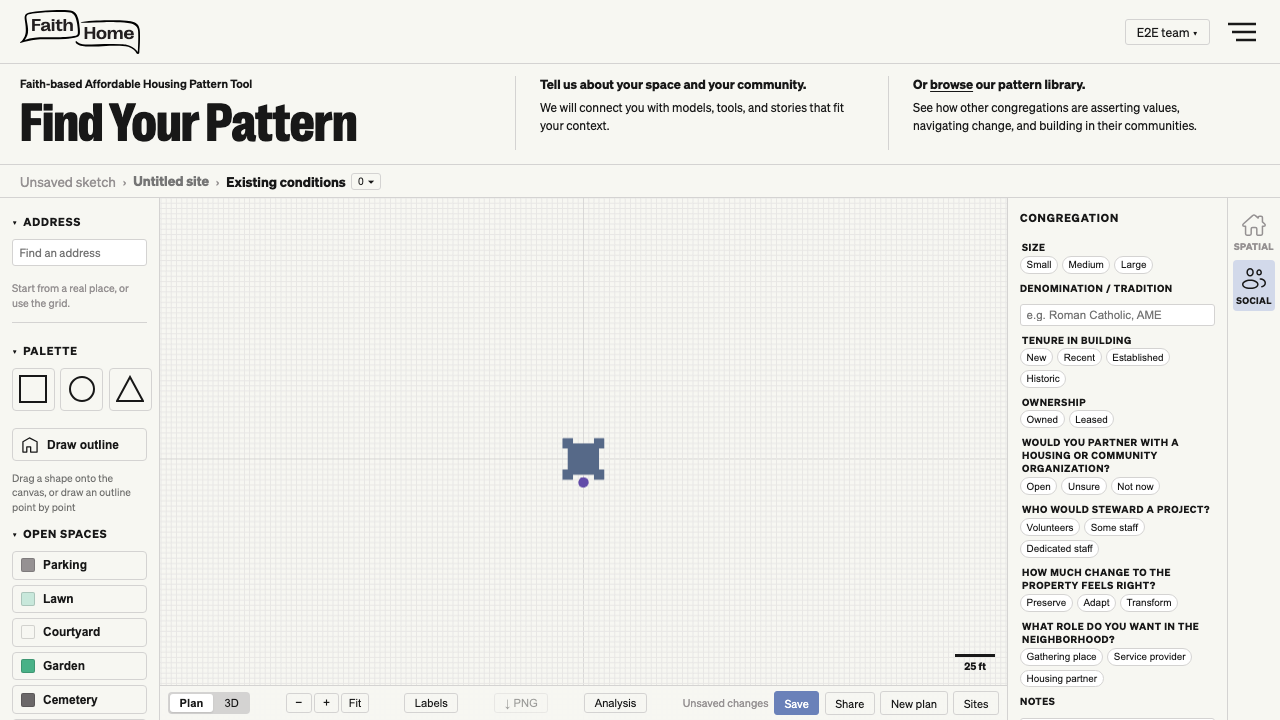 Faith
Home
E2E team ▾
Faith-based Affordable Housing Pattern Tool
Find Your Pattern
Tell us about your space and your community.
We will connect you with models, tools, and stories that fit
your context.
Or browse our pattern library.
See how other congregations are asserting values,
navigating change, and building in their communities.
Unsaved sketch › Untitled site › Existing conditions 0
ADDRESS
Find an address
Start from a real place, or
use the grid.
PALETTE
Draw outline
Drag a shape onto the
canvas, or draw an outline
point by point
OPEN SPACES
Parking
Lawn
Courtyard
Garden
Cemetery
25 ft
Plan 3D − + Fit Labels ↓ PNG Analysis Unsaved changes Save Share New plan Sites
CONGREGATION
SIZE
Small Medium Large
DENOMINATION / TRADITION
e.g. Roman Catholic, AME
TENURE IN BUILDING
New Recent Established
Historic
OWNERSHIP
Owned Leased
WOULD YOU PARTNER WITH A
HOUSING OR COMMUNITY
ORGANIZATION?
Open Unsure Not now
WHO WOULD STEWARD A PROJECT?
Volunteers Some staff
Dedicated staff
HOW MUCH CHANGE TO THE
PROPERTY FEELS RIGHT?
Preserve Adapt Transform
WHAT ROLE DO YOU WANT IN THE
NEIGHBORHOOD?
Gathering place Service provider
Housing partner
NOTES
SPATIAL
SOCIAL